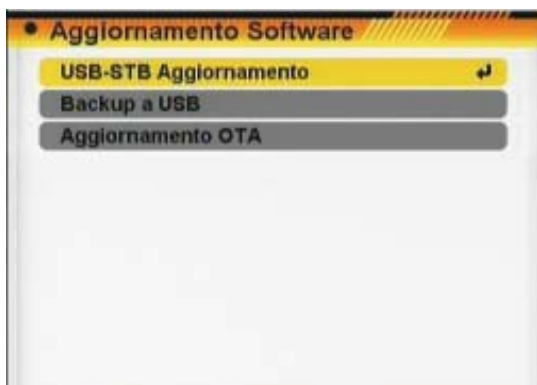 Aggiornamento Software
USB-STB Aggiornamento
Backup a USB
Aggiornamento OTA